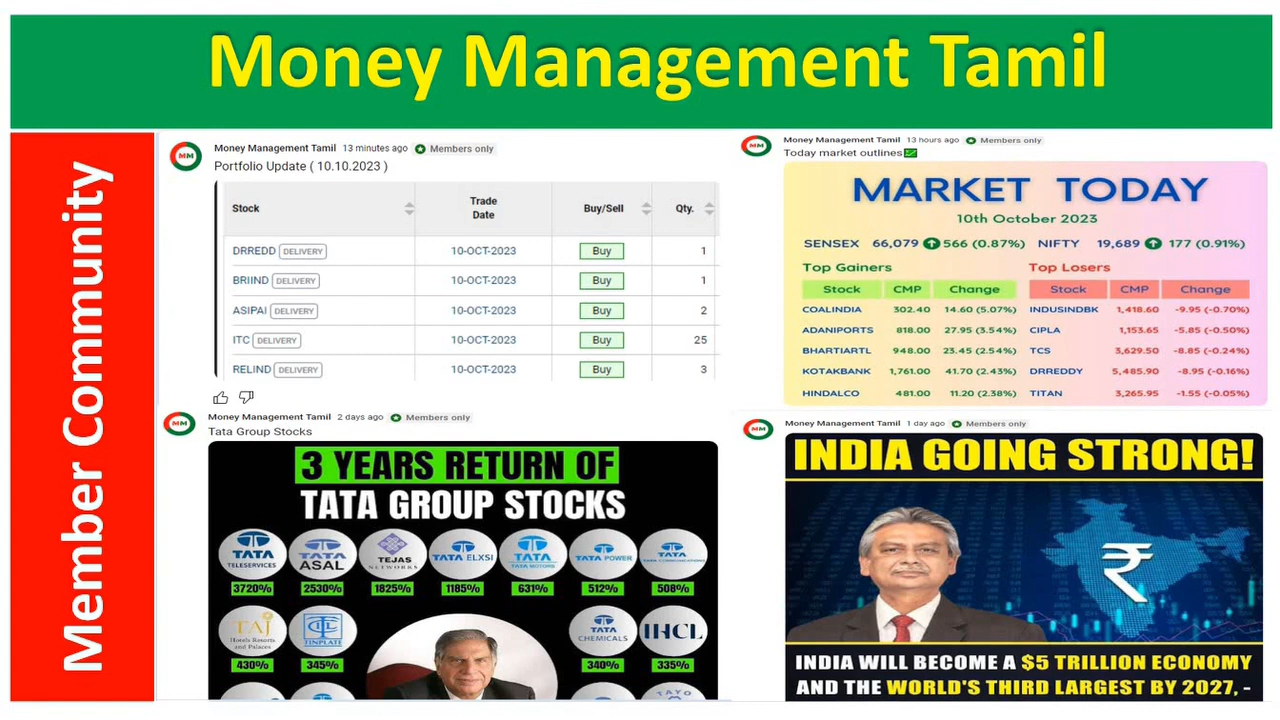 Money Management Tamil
Member Community
MM
Money Management Tamil 13 minutes ago Members only
Portfolio Update ( 10.10.2023 )
Stock Trade Date Buy/Sell Qty.
DRREDD DELIVERY 10-OCT-2023 Buy 1
BRIIND DELIVERY 10-OCT-2023 Buy 1
ASIPAI DELIVERY 10-OCT-2023 Buy 2
ITC DELIVERY 10-OCT-2023 Buy 25
RELIND DELIVERY 10-OCT-2023 Buy 3
MM
Money Management Tamil 13 hours ago Members only
Today market outlines
MARKET TODAY
10th October 2023
SENSEX 66,079 566 (0.87%) NIFTY 19,689 177 (0.91%)
Top Gainers Top Losers
Stock CMP Change Stock CMP Change
COALINDIA 302.40 14.60 (5.07%) INDUSINDBK 1,418.60 -9.95 (-0.70%)
ADANIPORTS 818.00 27.95 (3.54%) CIPLA 1,153.65 -5.85 (-0.50%)
BHARTIARTL 948.00 23.45 (2.54%) TCS 3,629.50 -8.85 (-0.24%)
KOTAKBANK 1,761.00 41.70 (2.43%) DRREDDY 5,485.90 -8.95 (-0.16%)
HINDALCO 481.00 11.20 (2.38%) TITAN 3,265.95 -1.55 (-0.05%)
MM
Money Management Tamil 2 days ago Members only
Tata Group Stocks
3 YEARS RETURN OF
TATA GROUP STOCKS
TATA TELESERVICES TATA ASAL TEJAS NETWORKS TATA ELXSI TATA TATA MOTORS TATA POWER TATA COMMUNICATIONS
3720% 2530% 1825% 1185% 631% 512% 508%
TAJ Hotels Resorts and Palaces TINPLATE TATA CHEMICALS IHCL
430% 345% 340% 335%
TAYO
MM
Money Management Tamil 1 day ago Members only
INDIA GOING STRONG!
₹
INDIA WILL BECOME A $5 TRILLION ECONOMY
AND THE WORLD'S THIRD LARGEST BY 2027, -